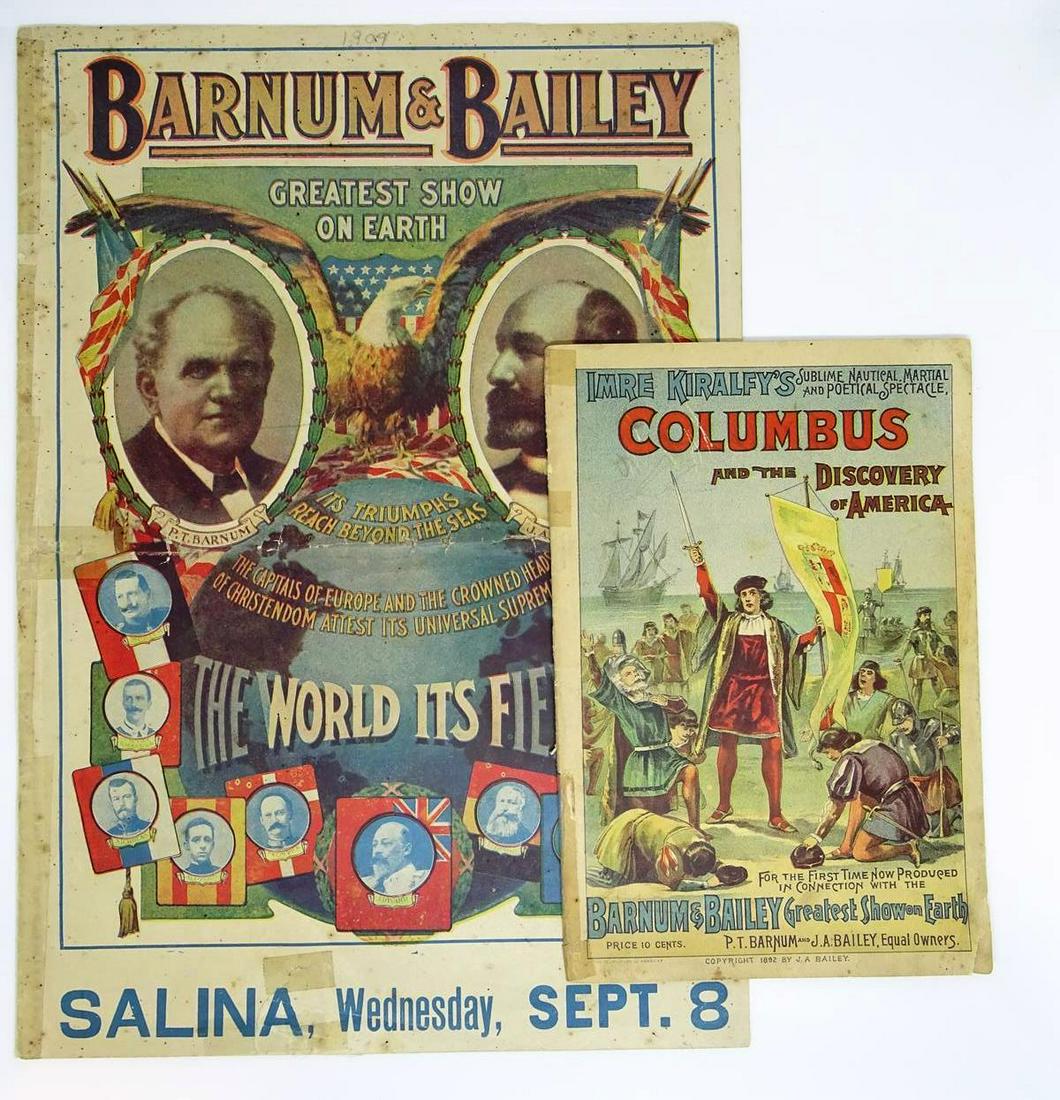 1909
BARNUM & BAILEY
GREATEST SHOW
ON EARTH
P.T. BARNUM
J.A
ITS TRIUMPHS
REACH BEYOND THE SEAS
THE CAPITALS OF EUROPE AND THE CROWNED HEAD
OF CHRISTENDOM ATTEST ITS UNIVERSAL SUPREM
THE WORLD ITS FIE
EDWARD
SALINA, Wednesday, SEPT. 8
IMRE KIRALFY'S SUBLIME, NAUTICAL, MARTIAL
AND POETICAL SPECTACLE,
COLUMBUS
AND THE DISCOVERY
OF AMERICA
FOR THE FIRST TIME NOW PRODUCED
IN CONNECTION WITH THE
BARNUM & BAILEY Greatest Show on Earth
PRICE 10 CENTS. P.T. BARNUM AND J.A. BAILEY, Equal Owners.
COPYRIGHT 1892 BY J. A. BAILEY.